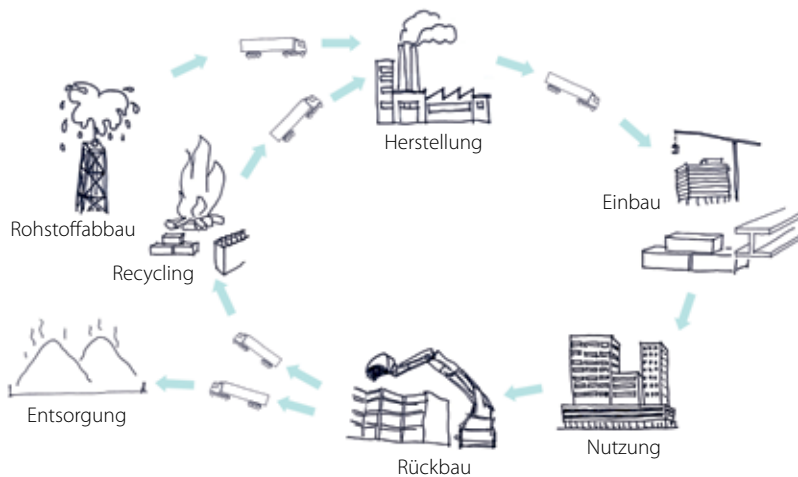 Herstellung
Einbau
Rohstoffabbau
Recycling
Entsorgung
Nutzung
Rückbau